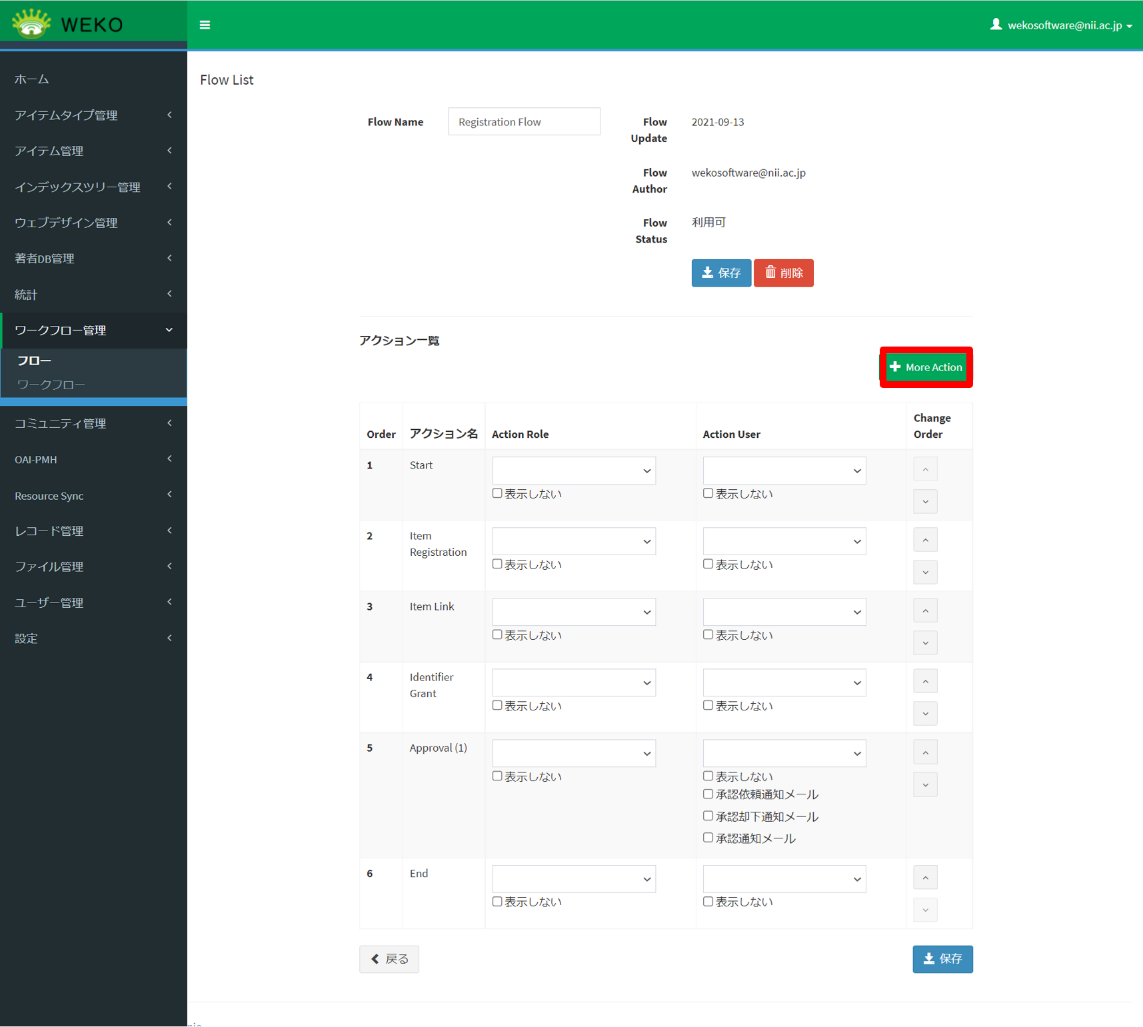 WEKO
wekosoftware@nii.ac.jp
ホーム
アイテムタイプ管理
アイテム管理
インデックスツリー管理
ウェブデザイン管理
著者DB管理
統計
ワークフロー管理
フロー
ワークフロー
コミュニティ管理
OAI-PMH
Resource Sync
レコード管理
ファイル管理
ユーザー管理
設定
Flow List
Flow Name
Registration Flow
Flow Update
2021-09-13
Flow Author
wekosoftware@nii.ac.jp
Flow Status
利用可
保存 削除
アクション一覧
More Action
Order アクション名 Action Role Action User Change Order
1 Start
表示しない 表示しない
2 Item Registration
表示しない 表示しない
3 Item Link
表示しない 表示しない
4 Identifier Grant
表示しない 表示しない
5 Approval (1)
表示しない 表示しない
承認依頼通知メール
承認却下通知メール
承認通知メール
6 End
表示しない 表示しない
戻る 保存